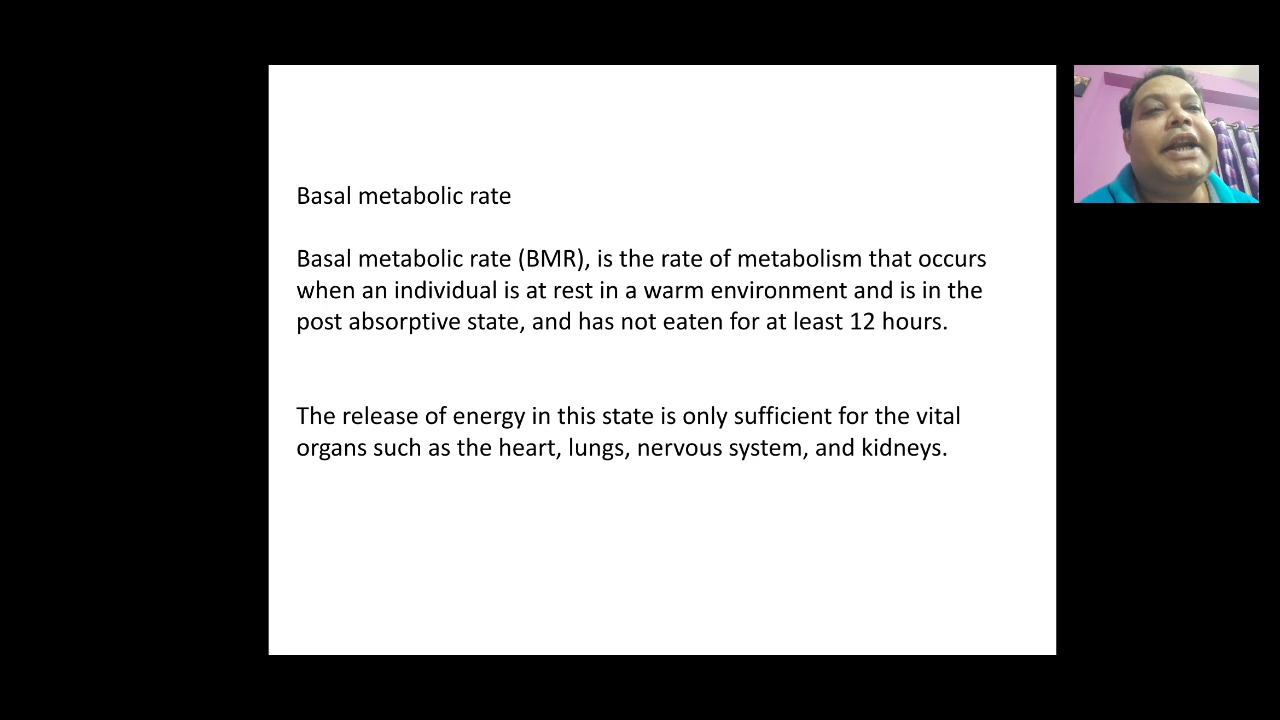 Basal metabolic rate
Basal metabolic rate (BMR), is the rate of metabolism that occurs
when an individual is at rest in a warm environment and is in the
post absorptive state, and has not eaten for at least 12 hours.
The release of energy in this state is only sufficient for the vital
organs such as the heart, lungs, nervous system, and kidneys.